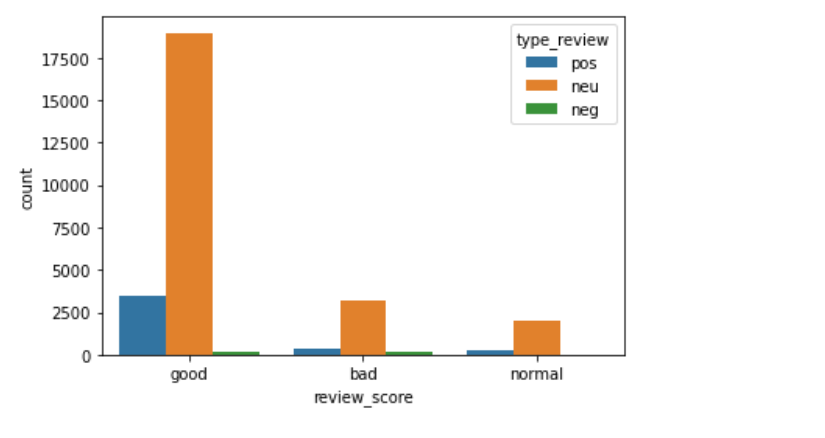 type_review
pos
neu
neg
17500
15000
12500
10000
7500
5000
2500
0
count
good bad normal
review_score